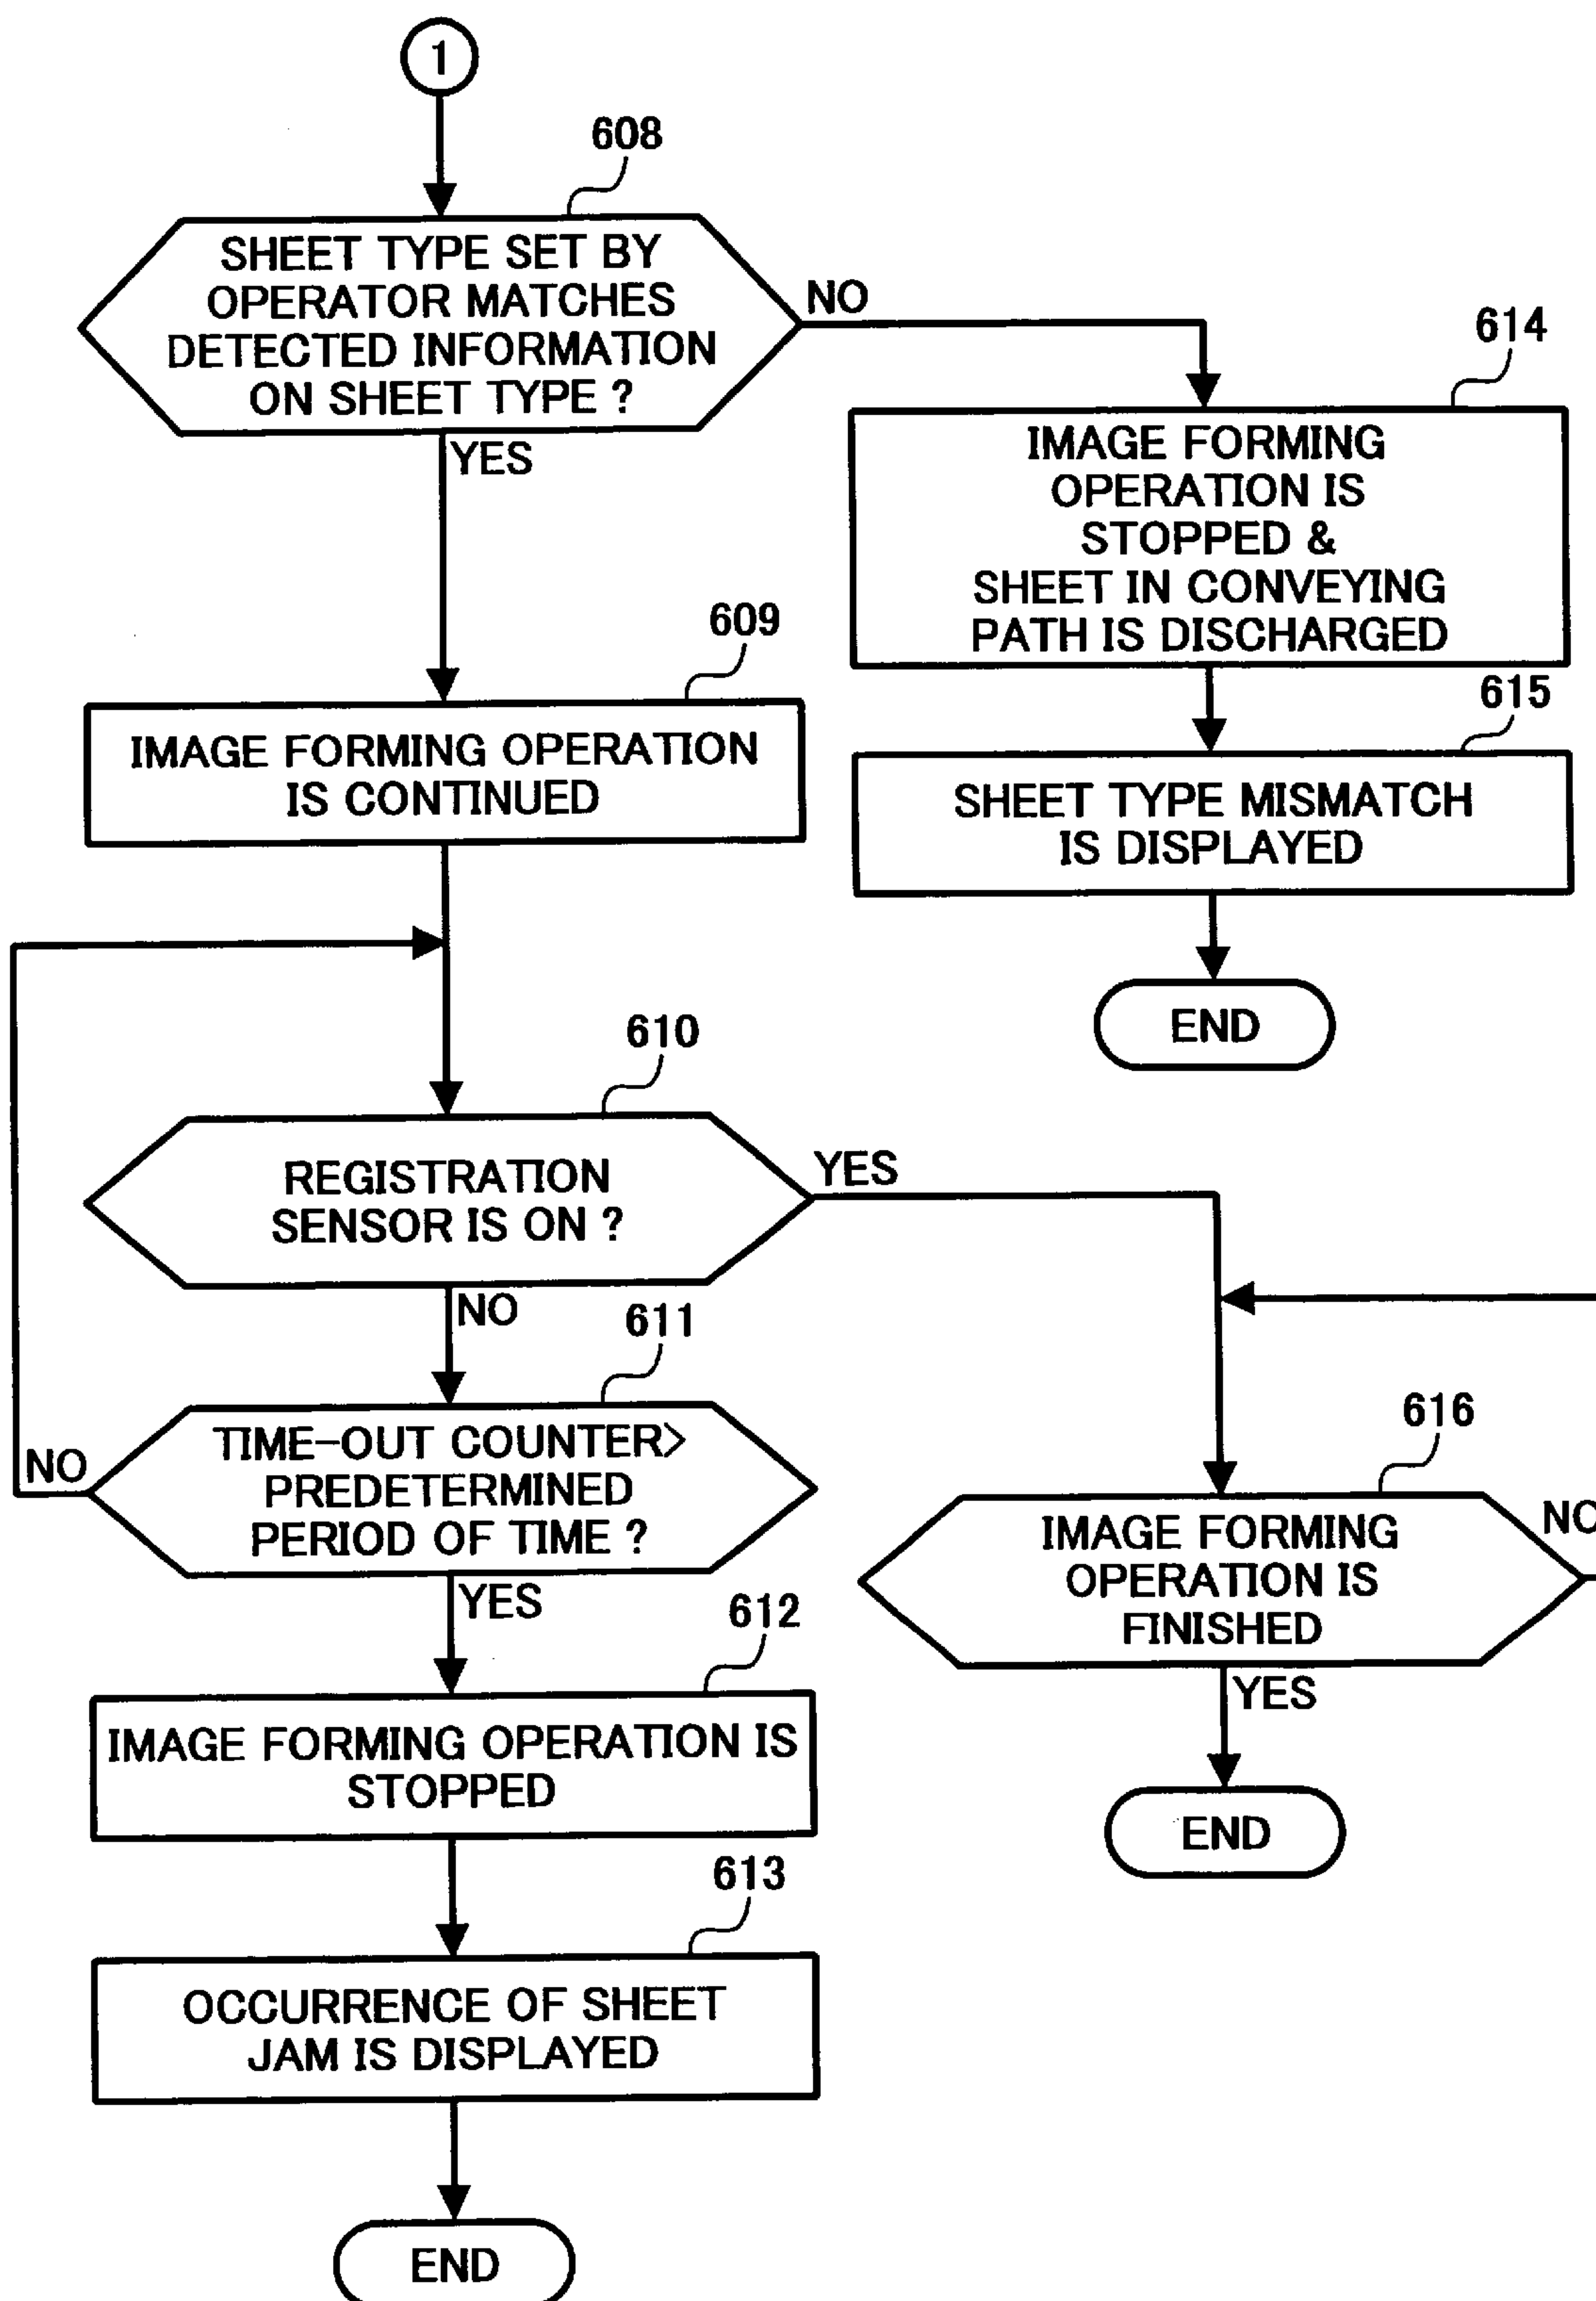 1
608
SHEET TYPE SET BY
OPERATOR MATCHES
DETECTED INFORMATION
ON SHEET TYPE ?
NO
YES
614
IMAGE FORMING
OPERATION IS
STOPPED &
SHEET IN CONVEYING
PATH IS DISCHARGED
609
IMAGE FORMING OPERATION
IS CONTINUED
615
SHEET TYPE MISMATCH
IS DISPLAYED
END
610
REGISTRATION
SENSOR IS ON ?
YES
NO
611
TIME-OUT COUNTER>
PREDETERMINED
PERIOD OF TIME ?
NO
YES
616
IMAGE FORMING
OPERATION IS
FINISHED
NO
YES
END
612
IMAGE FORMING OPERATION IS
STOPPED
613
OCCURRENCE OF SHEET
JAM IS DISPLAYED
END